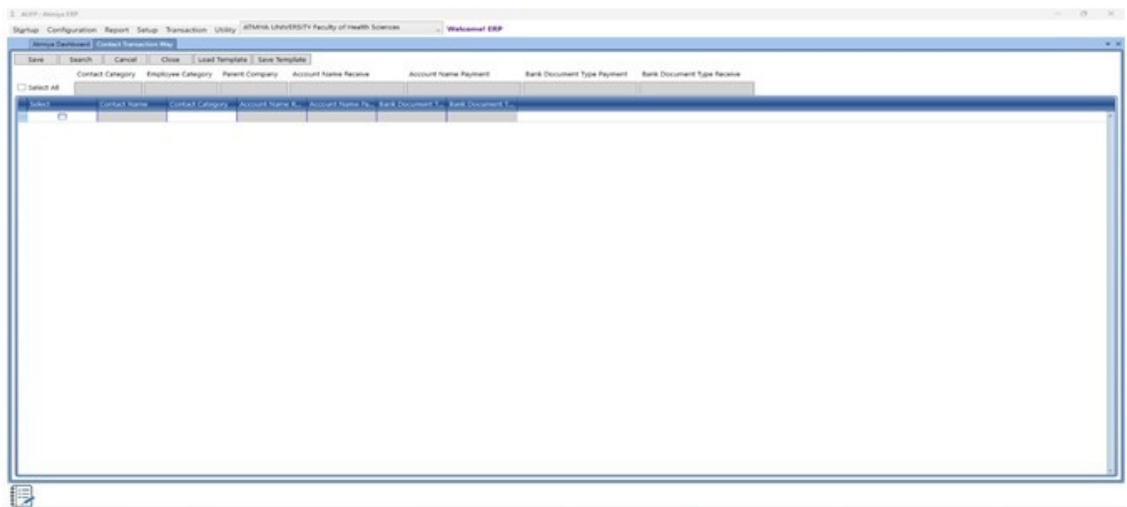 AUFP - Atmiya ERP
Startup Configuration Report Setup Transaction Utility ATMIYA UNIVERSITY Faculty of Health Sciences Welcome! ERP
Atmiya Dashboard Contact Transaction Way
Save Search Cancel Close Load Template Save Template
Contact Category Employee Category Parent Company Account Name Receive Account Name Payment Bank Document Type Payment Bank Document Type Receive
Select All
Select Contact Name Contact Category Account Name R... Account Name Pa... Bank Document T... Bank Document T...